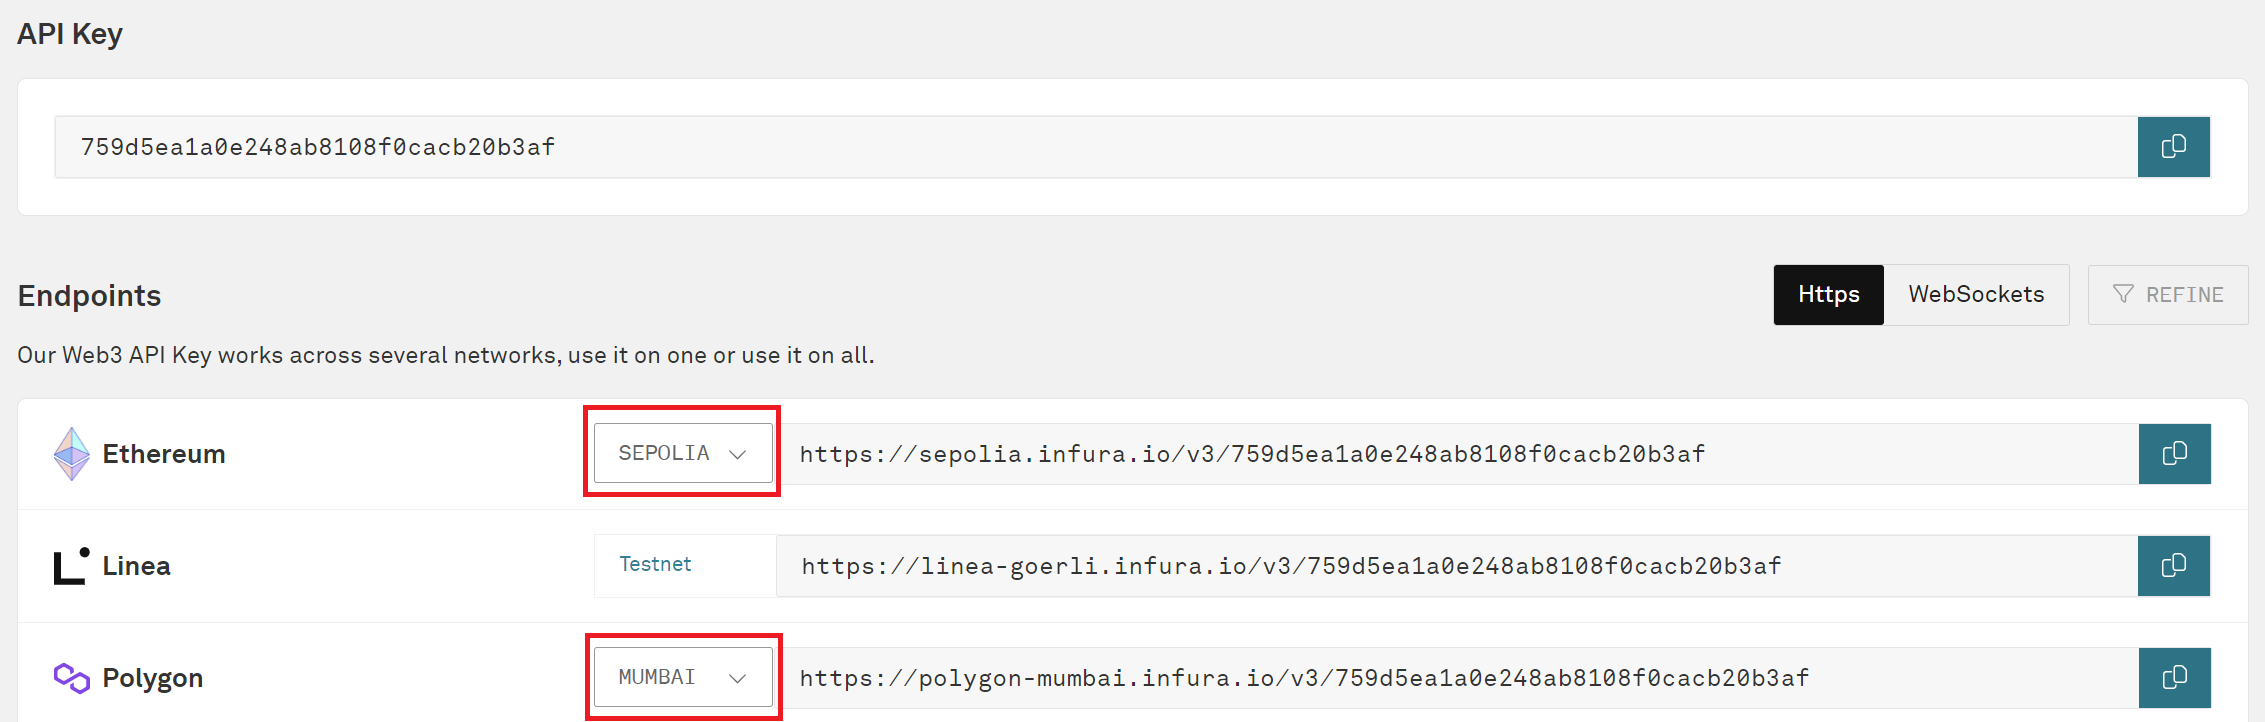 API Key
759d5ea1a0e248ab8108f0cacb20b3af
Endpoints
Https WebSockets REFINE
Our Web3 API Key works across several networks, use it on one or use it on all.
Ethereum SEPOLIA https://sepolia.infura.io/v3/759d5ea1a0e248ab8108f0cacb20b3af
Linea Testnet https://linea-goerli.infura.io/v3/759d5ea1a0e248ab8108f0cacb20b3af
Polygon MUMBAI https://polygon-mumbai.infura.io/v3/759d5ea1a0e248ab8108f0cacb20b3af